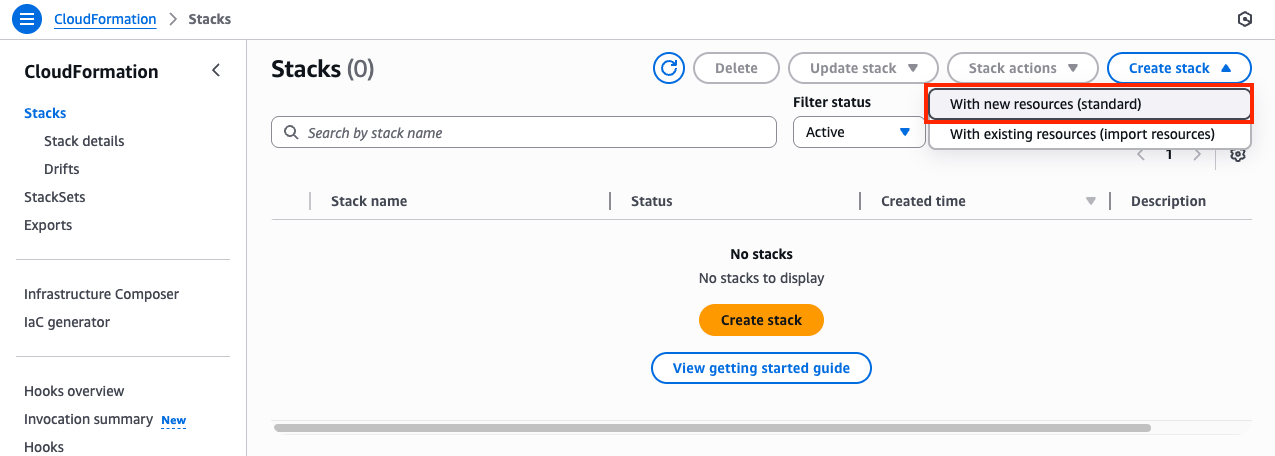 CloudFormation > Stacks
CloudFormation
Stacks
Stack details
Drifts
StackSets
Exports
Infrastructure Composer
IaC generator
Hooks overview
Invocation summary New
Hooks
Stacks (0)
Delete
Update stack
Stack actions
Create stack
With new resources (standard)
With existing resources (import resources)
Filter status
Search by stack name
Active
1
Stack name
Status
Created time
Description
No stacks
No stacks to display
Create stack
View getting started guide